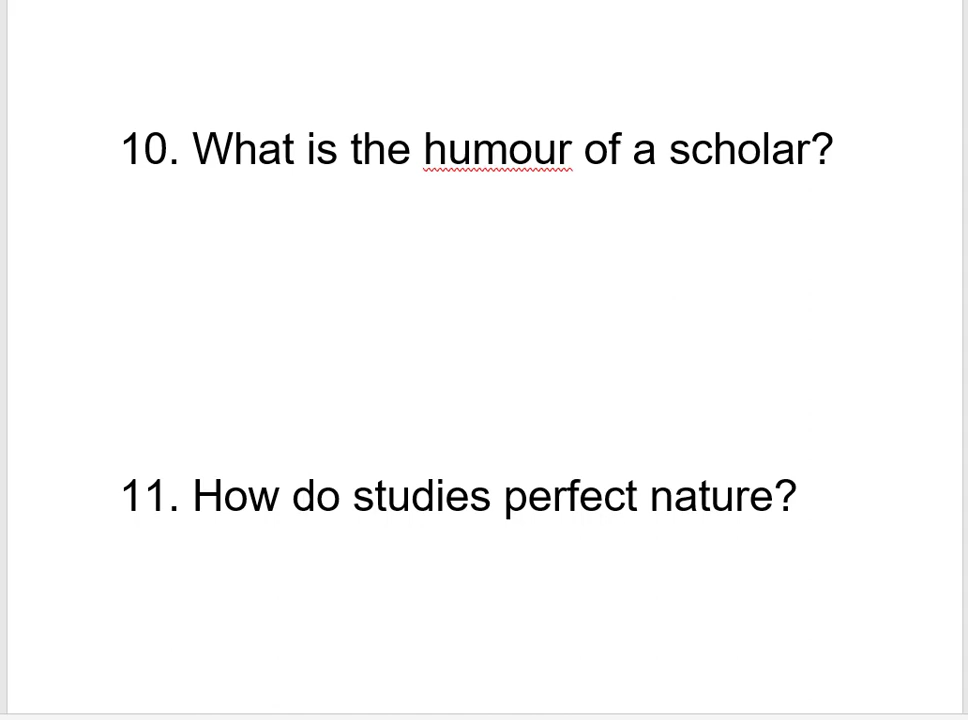 10. What is the humour of a scholar?
11. How do studies perfect nature?